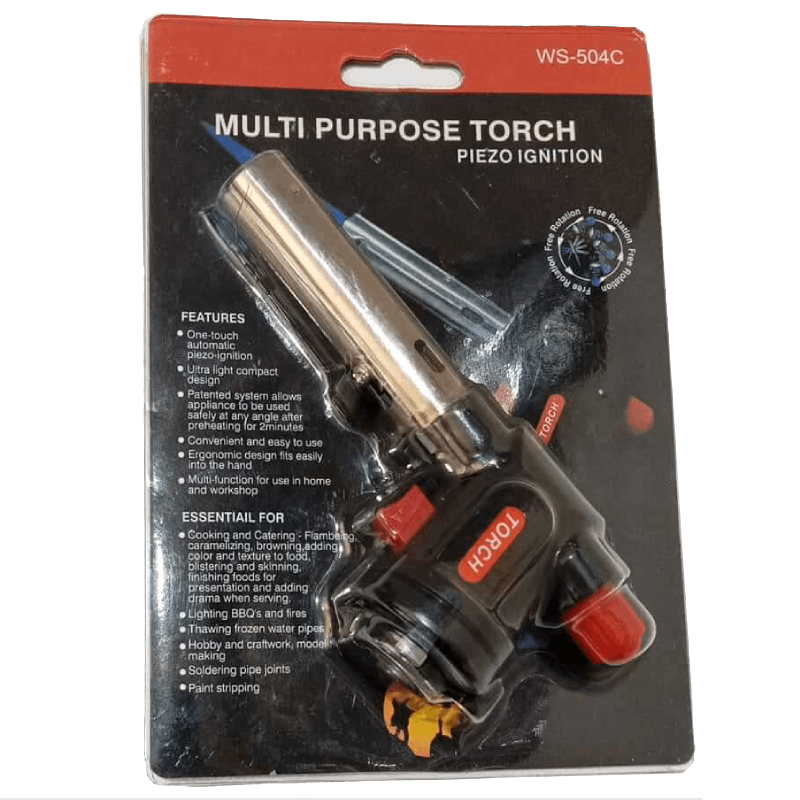 WS-504C
MULTI PURPOSE TORCH
PIEZO IGNITION
Free Rotation Free Rotation Free Rotation Free Rotation
FEATURES
• One-touch
automatic
piezo-ignition
• Ultra light compact
design
• Patented system allows
appliance to be used
safely at any angle after
preheating for 2minutes
• Convenient and easy to use
• Ergonomic design fits easily
into the hand
• Multi-function for use in home
and workshop
TORCH
TORCH
ESSENTIAIL FOR
• Cooking and Catering - Flambeing,
caramelizing, browning,adding
color and texture to food,
blistering and skinning,
finishing foods for
presentation and adding
drama when serving.
• Lighting BBQ's and fires
• Thawing frozen water pipes
• Hobby and craftwork, model
making
• Soldering pipe joints
• Paint stripping